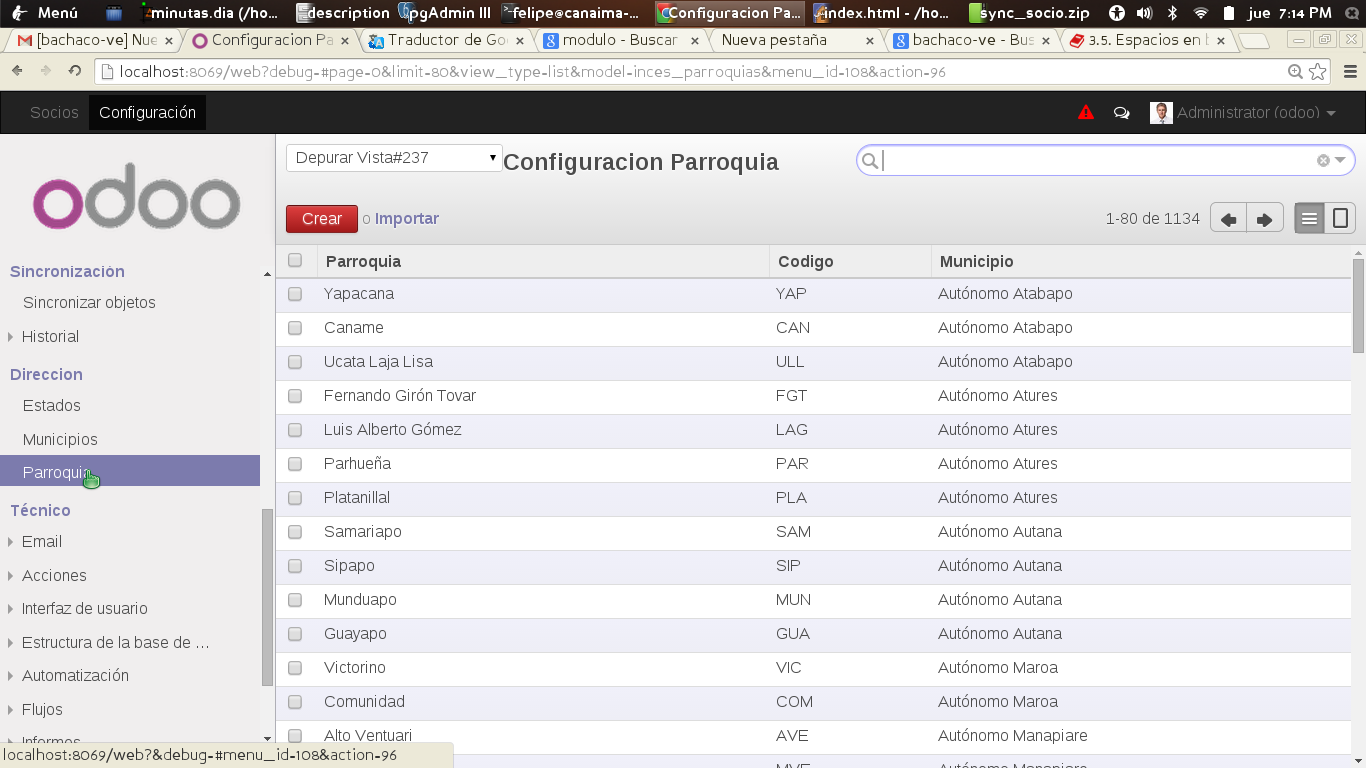 Menú
minutas.dia (/ho...
description
pgAdmin III
felipe@canaima-...
Configuracion Pa...
index.html - /ho...
sync_socio.zip
jue 7:14 PM
[bachaco-ve] Nue
Configuracion Pa
Traductor de Go
modulo - Buscar
Nueva pestaña
bachaco-ve - Bus
3.5. Espacios en b
localhost:8069/web?debug=#page=0&limit=80&view_type=list&model=inces_parroquias&menu_id=108&action=96
Socios
Configuración
Administrator (odoo)
odoo
Depurar Vista#237
Configuracion Parroquia
Crear o Importar
1-80 de 1134
Sincronización
Sincronizar objetos
Historial
Direccion
Estados
Municipios
Parroquia
Técnico
Email
Acciones
Interfaz de usuario
Estructura de la base de ...
Automatización
Flujos
Informes
Parroquia Codigo Municipio
Yapacana YAP Autónomo Atabapo
Caname CAN Autónomo Atabapo
Ucata Laja Lisa ULL Autónomo Atabapo
Fernando Girón Tovar FGT Autónomo Atures
Luis Alberto Gómez LAG Autónomo Atures
Parhueña PAR Autónomo Atures
Platanillal PLA Autónomo Atures
Samariapo SAM Autónomo Autana
Sipapo SIP Autónomo Autana
Munduapo MUN Autónomo Autana
Guayapo GUA Autónomo Autana
Victorino VIC Autónomo Maroa
Comunidad COM Autónomo Maroa
Alto Ventuari AVE Autónomo Manapiare
MVE Autónomo Manapiare
localhost:8069/web?&debug=#menu_id=108&action=96